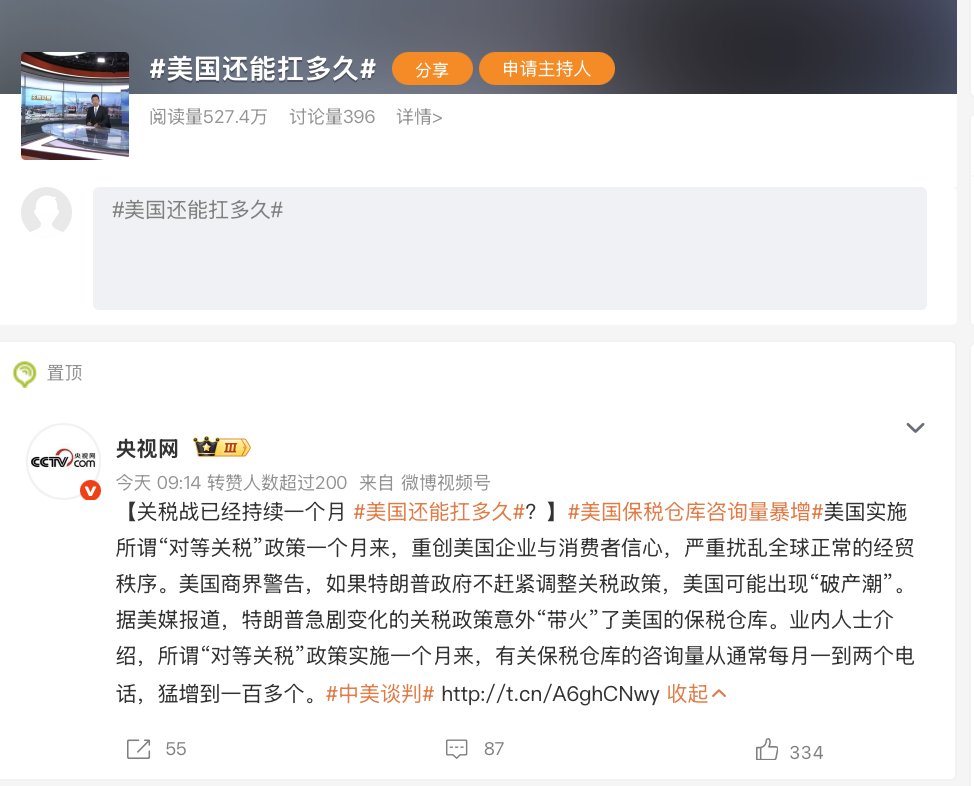 #美国还能扛多久#
分享
申请主持人
阅读量527.4万 讨论量396 详情>
#美国还能扛多久#
置顶
央视网
III
CCTV.com 央视网
今天 09:14 转赞人数超过200 来自 微博视频号
【关税战已经持续一个月 #美国还能扛多久#？】#美国保税仓库咨询量暴增#美国实施
所谓“对等关税”政策一个月来，重创美国企业与消费者信心，严重扰乱全球正常的经贸
秩序。美国商界警告，如果特朗普政府不赶紧调整关税政策，美国可能出现“破产潮”。
据美媒报道，特朗普急剧变化的关税政策意外“带火”了美国的保税仓库。业内人士介
绍，所谓“对等关税”政策实施一个月来，有关保税仓库的咨询量从通常每月一到两个电
话，猛增到一百多个。#中美谈判# http://t.cn/A6ghCNwy 收起
55 87 334